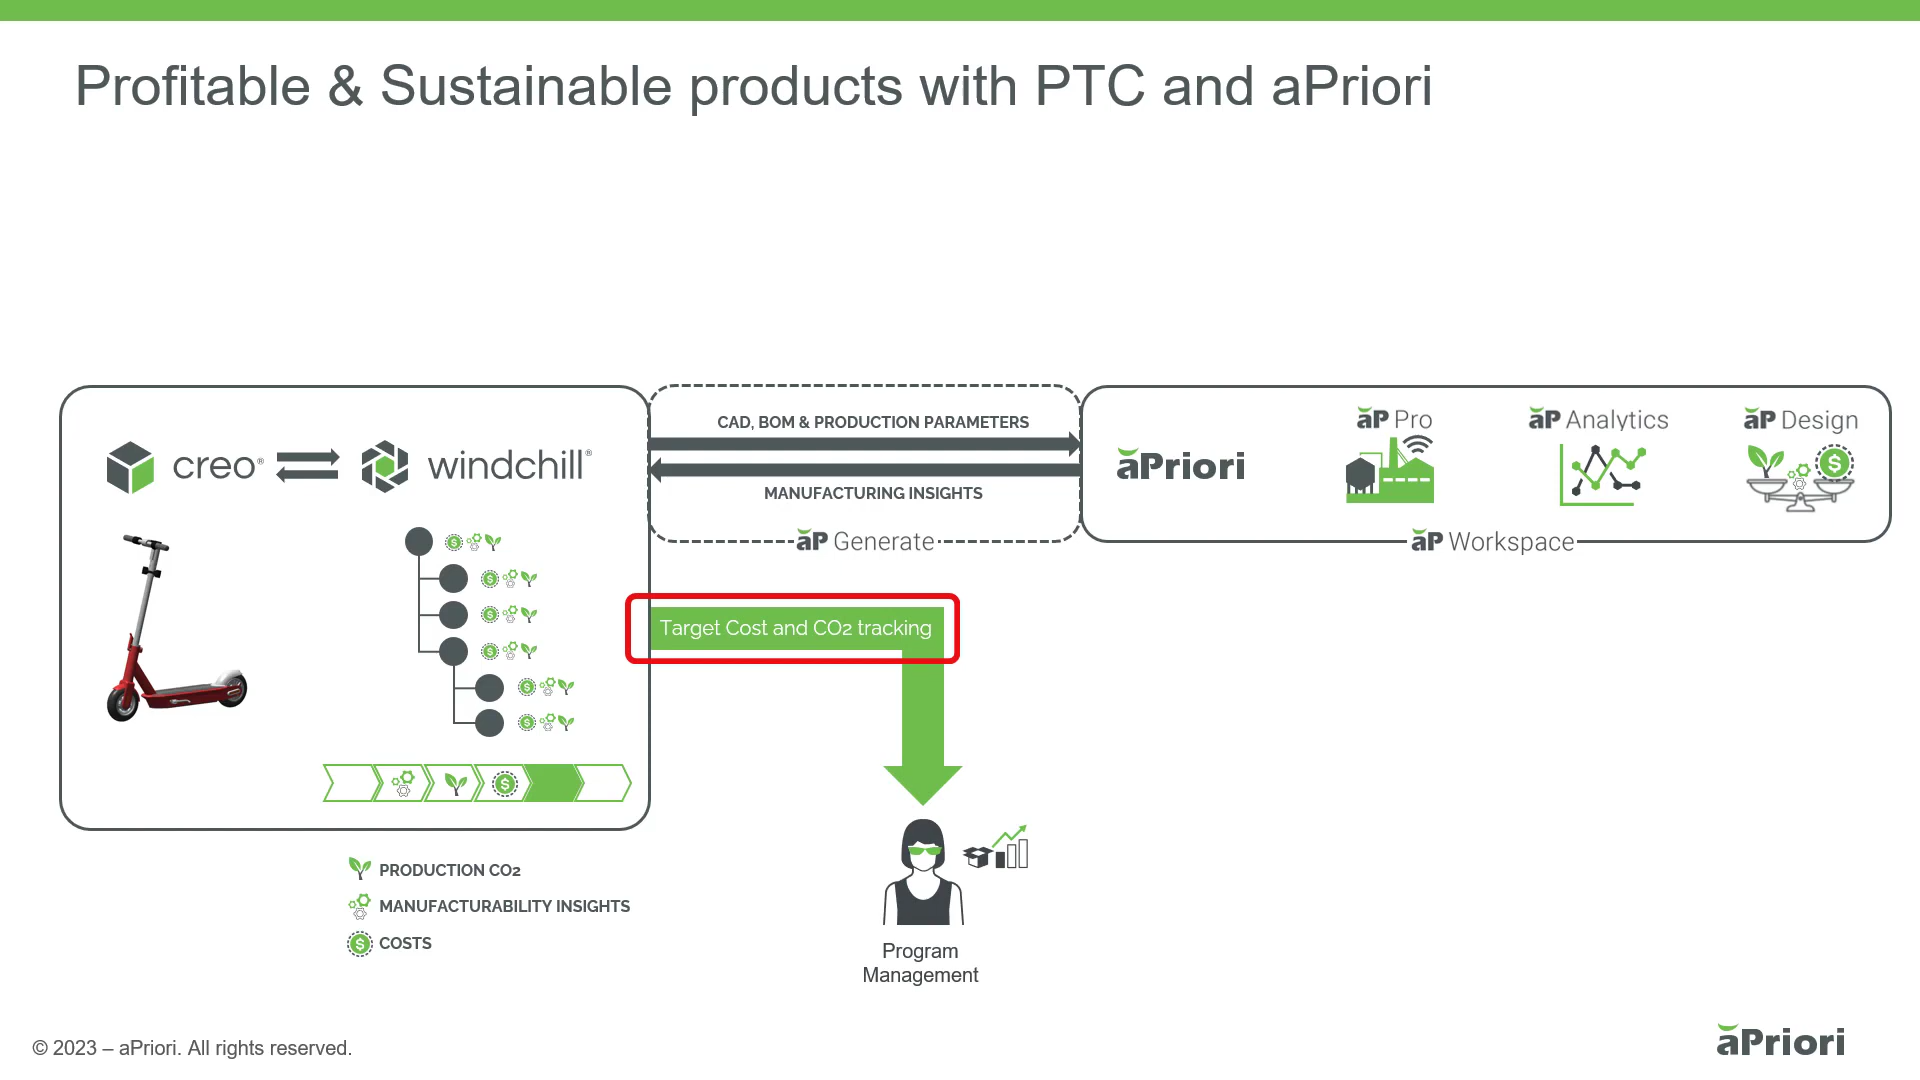 Profitable & Sustainable products with PTC and aPriori
creo®
windchill®
CAD, BOM & PRODUCTION PARAMETERS
MANUFACTURING INSIGHTS
aP Generate
aPriori
aP Pro
aP Analytics
aP Design
aP Workspace
Target Cost and CO2 tracking
PRODUCTION CO2
MANUFACTURABILITY INSIGHTS
COSTS
Program
Management
© 2023 – aPriori. All rights reserved.
aPriori